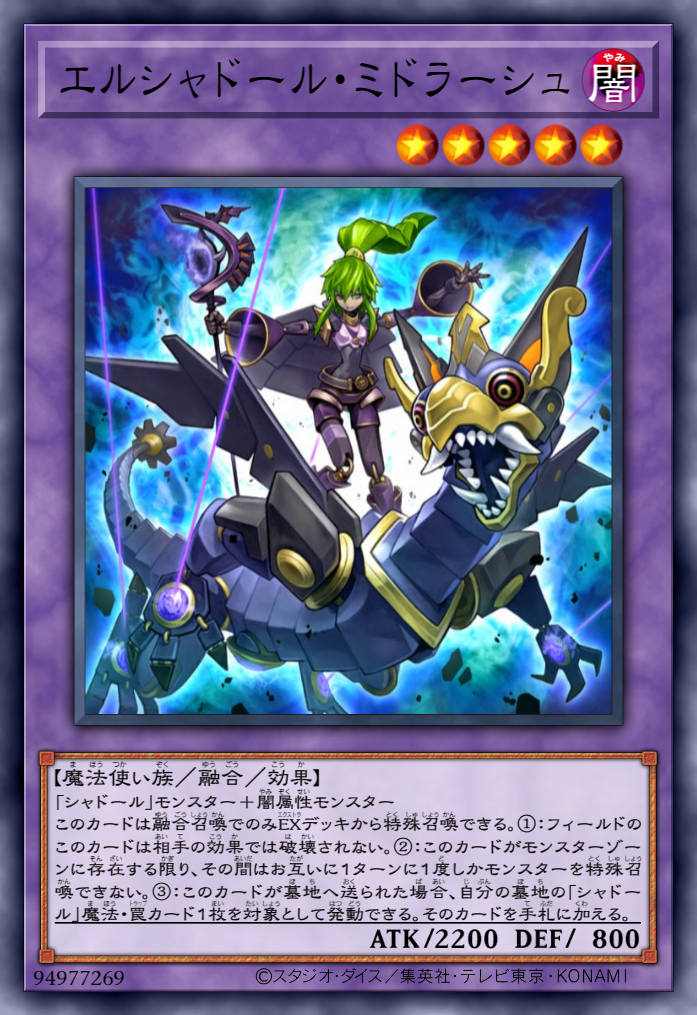 エルシャドール・ミドラーシュ
やみ
闇
【魔法使い族／融合／効果】
「シャドール」モンスター＋闇属性モンスター
このカードは融合召喚でのみEXデッキから特殊召喚できる。①：フィールドの
このカードは相手の効果では破壊されない。②：このカードがモンスターゾー
ンに存在する限り、その間はお互いに1ターンに1度しかモンスターを特殊召
喚できない。③：このカードが墓地へ送られた場合、自分の墓地の「シャドー
ル」魔法・罠カード1枚を対象として発動できる。そのカードを手札に加える。
ATK/2200 DEF/ 800
94977269 ©スタジオ・ダイス／集英社・テレビ東京・KONAMI